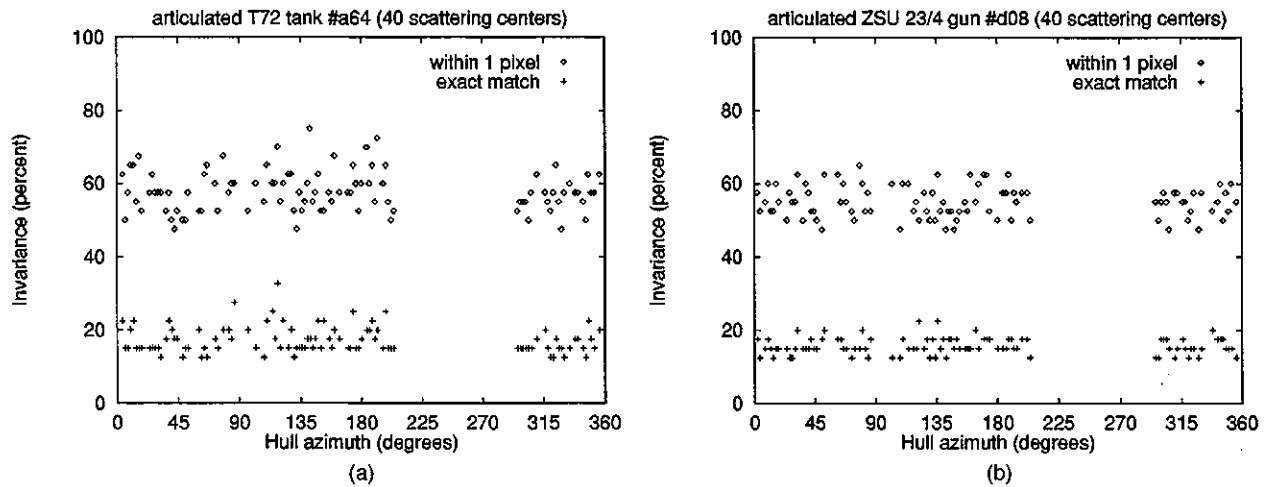 articulated T72 tank #a64 (40 scattering centers)
100
80
60
40
20
0
Invariance (percent)
within 1 pixel
exact match
0 45 90 135 180 225 270 315 360
Hull azimuth (degrees)
(a)
articulated ZSU 23/4 gun #d08 (40 scattering centers)
100
80
60
40
20
0
Invariance (percent)
within 1 pixel
exact match
0 45 90 135 180 225 270 315 360
Hull azimuth (degrees)
(b)